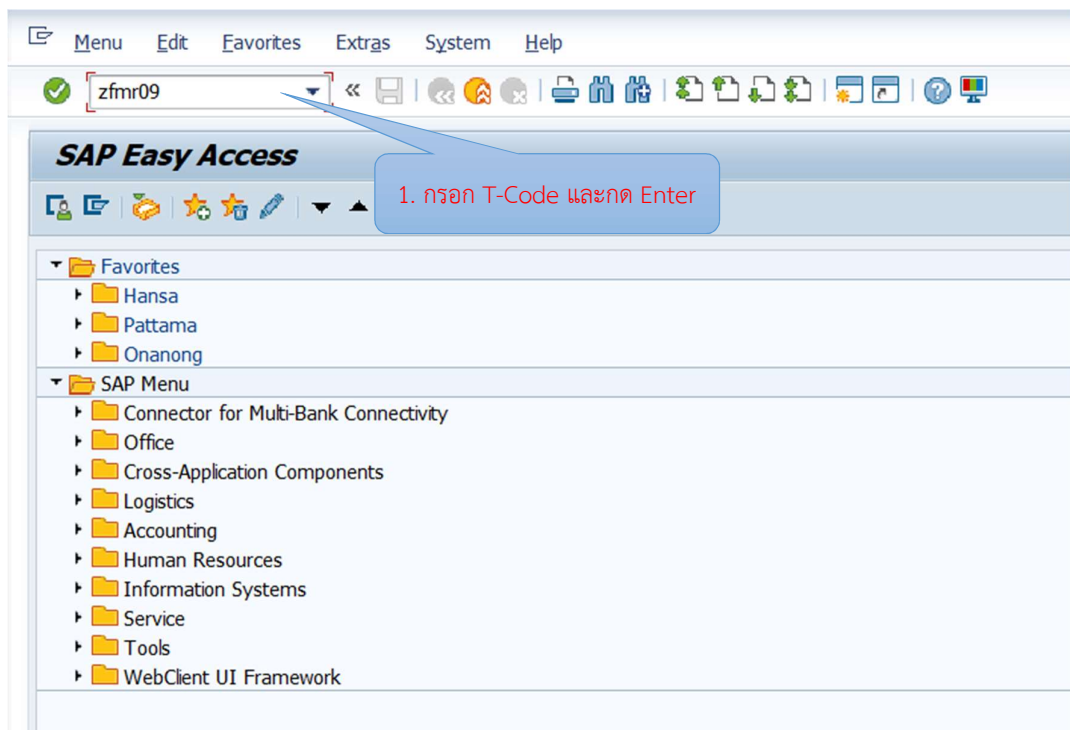 Menu Edit Favorites Extras System Help
zfmr09
SAP Easy Access
1. กรอก T-Code และกด Enter
Favorites
Hansa
Pattama
Onanong
SAP Menu
Connector for Multi-Bank Connectivity
Office
Cross-Application Components
Logistics
Accounting
Human Resources
Information Systems
Service
Tools
WebClient UI Framework